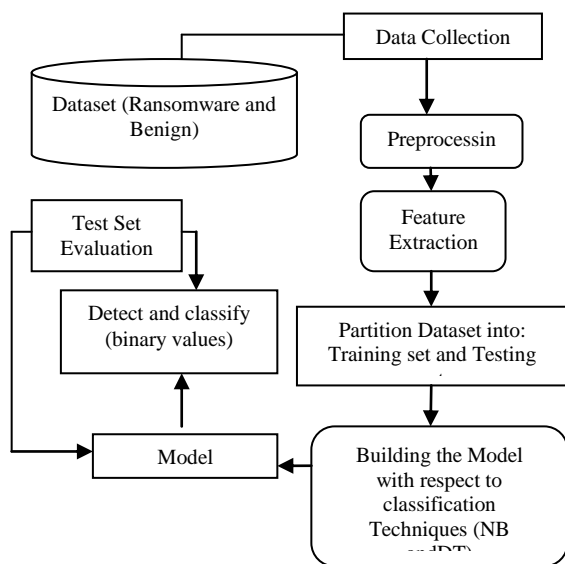 Data Collection
Dataset (Ransomware and
Benign)
Preprocessin
Feature
Extraction
Test Set
Evaluation
Detect and classify
(binary values)
Partition Dataset into:
Training set and Testing
Model
Building the Model
with respect to
classification
Techniques (NB
andDT)